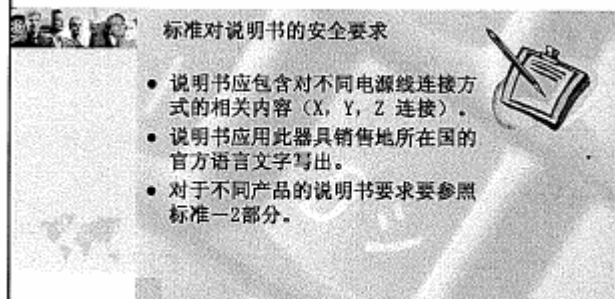 标准对说明书的安全要求
● 说明书应包含对不同电源线连接方
式的相关内容（X, Y, Z 连接）.
● 说明书应用此器具销售地所在国的
官方语言文字写出。
● 对于不同产品的说明书要求要参照
标准—2部分。